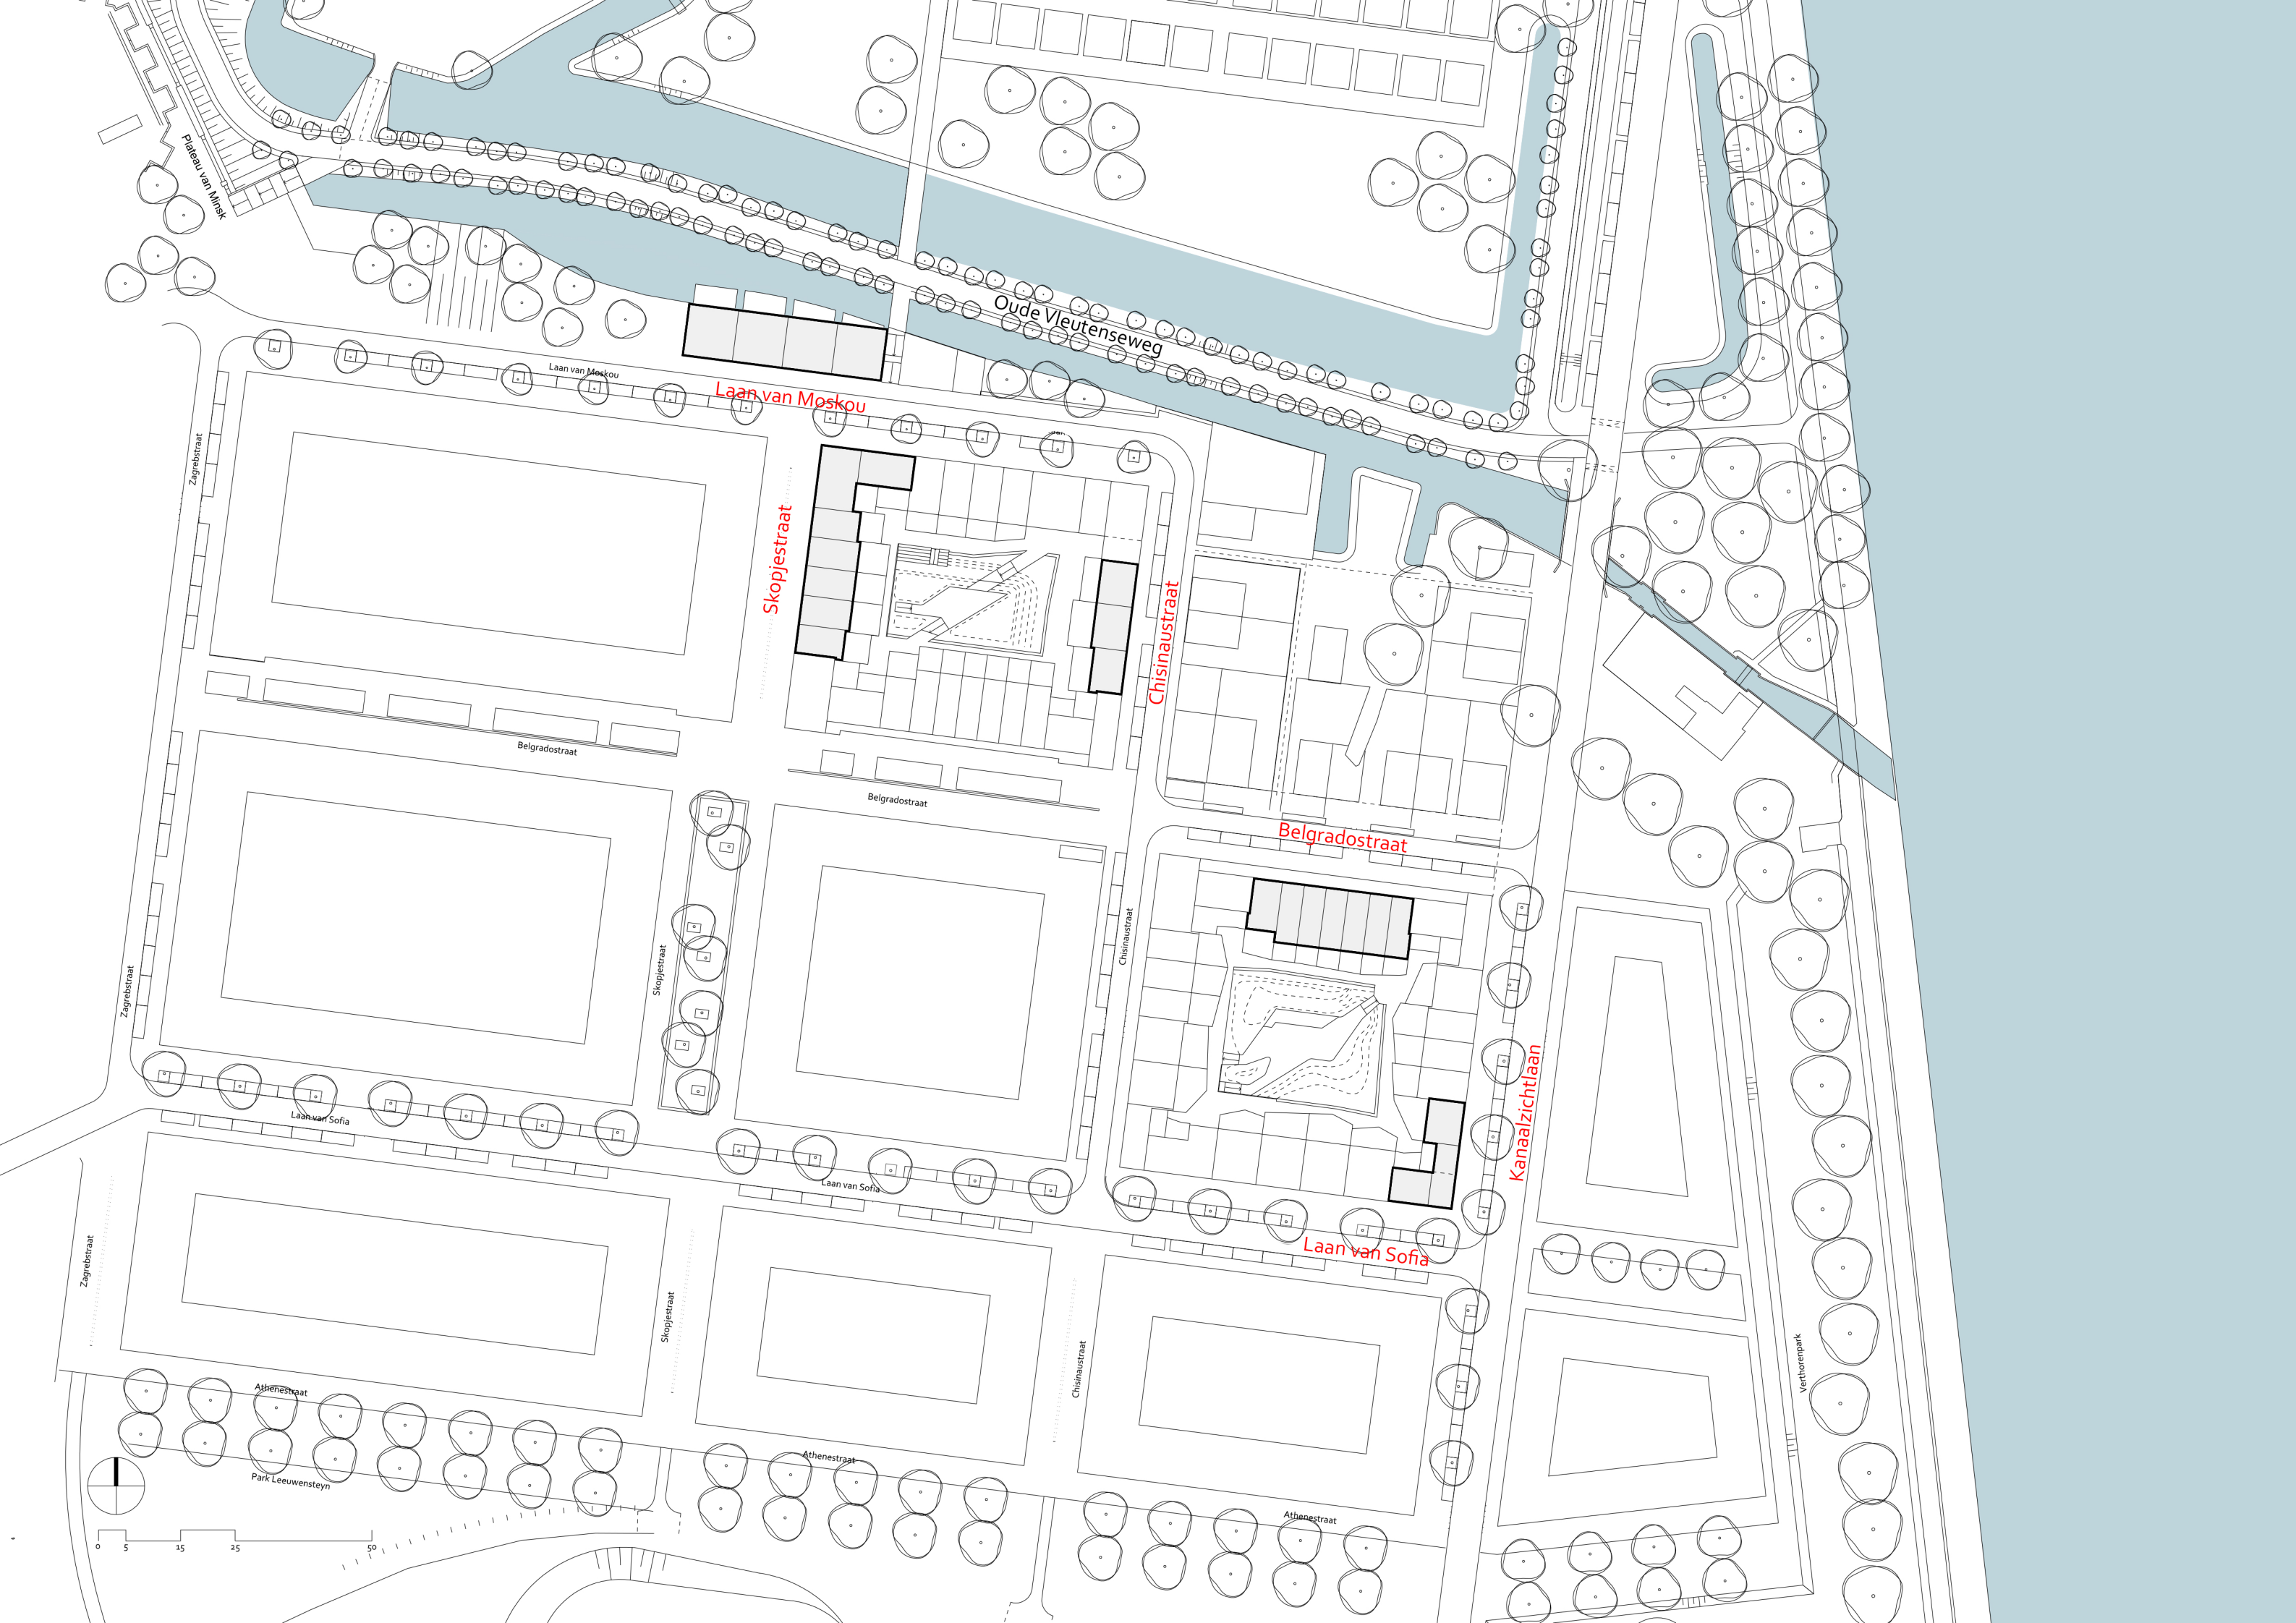 Plateau van Minsk
Oude Vleutenseweg
Laan van Moskou
Laan van Moskou
Zagrebstraat
Skopjestraat
Chisinaustraat
Belgradostraat
Belgradostraat
Belgradostraat
Zagrebstraat
Skopjestraat
Chisinaustraat
Kanaalzichtlaan
Laan van Sofia
Laan van Sofia
Laan van Sofia
Zagrebstraat
Skopjestraat
Chisinaustraat
Verthorenpark
Athenestraat
Athenestraat
Athenestraat
Park Leeuwensteyn
0 5 15 25 50